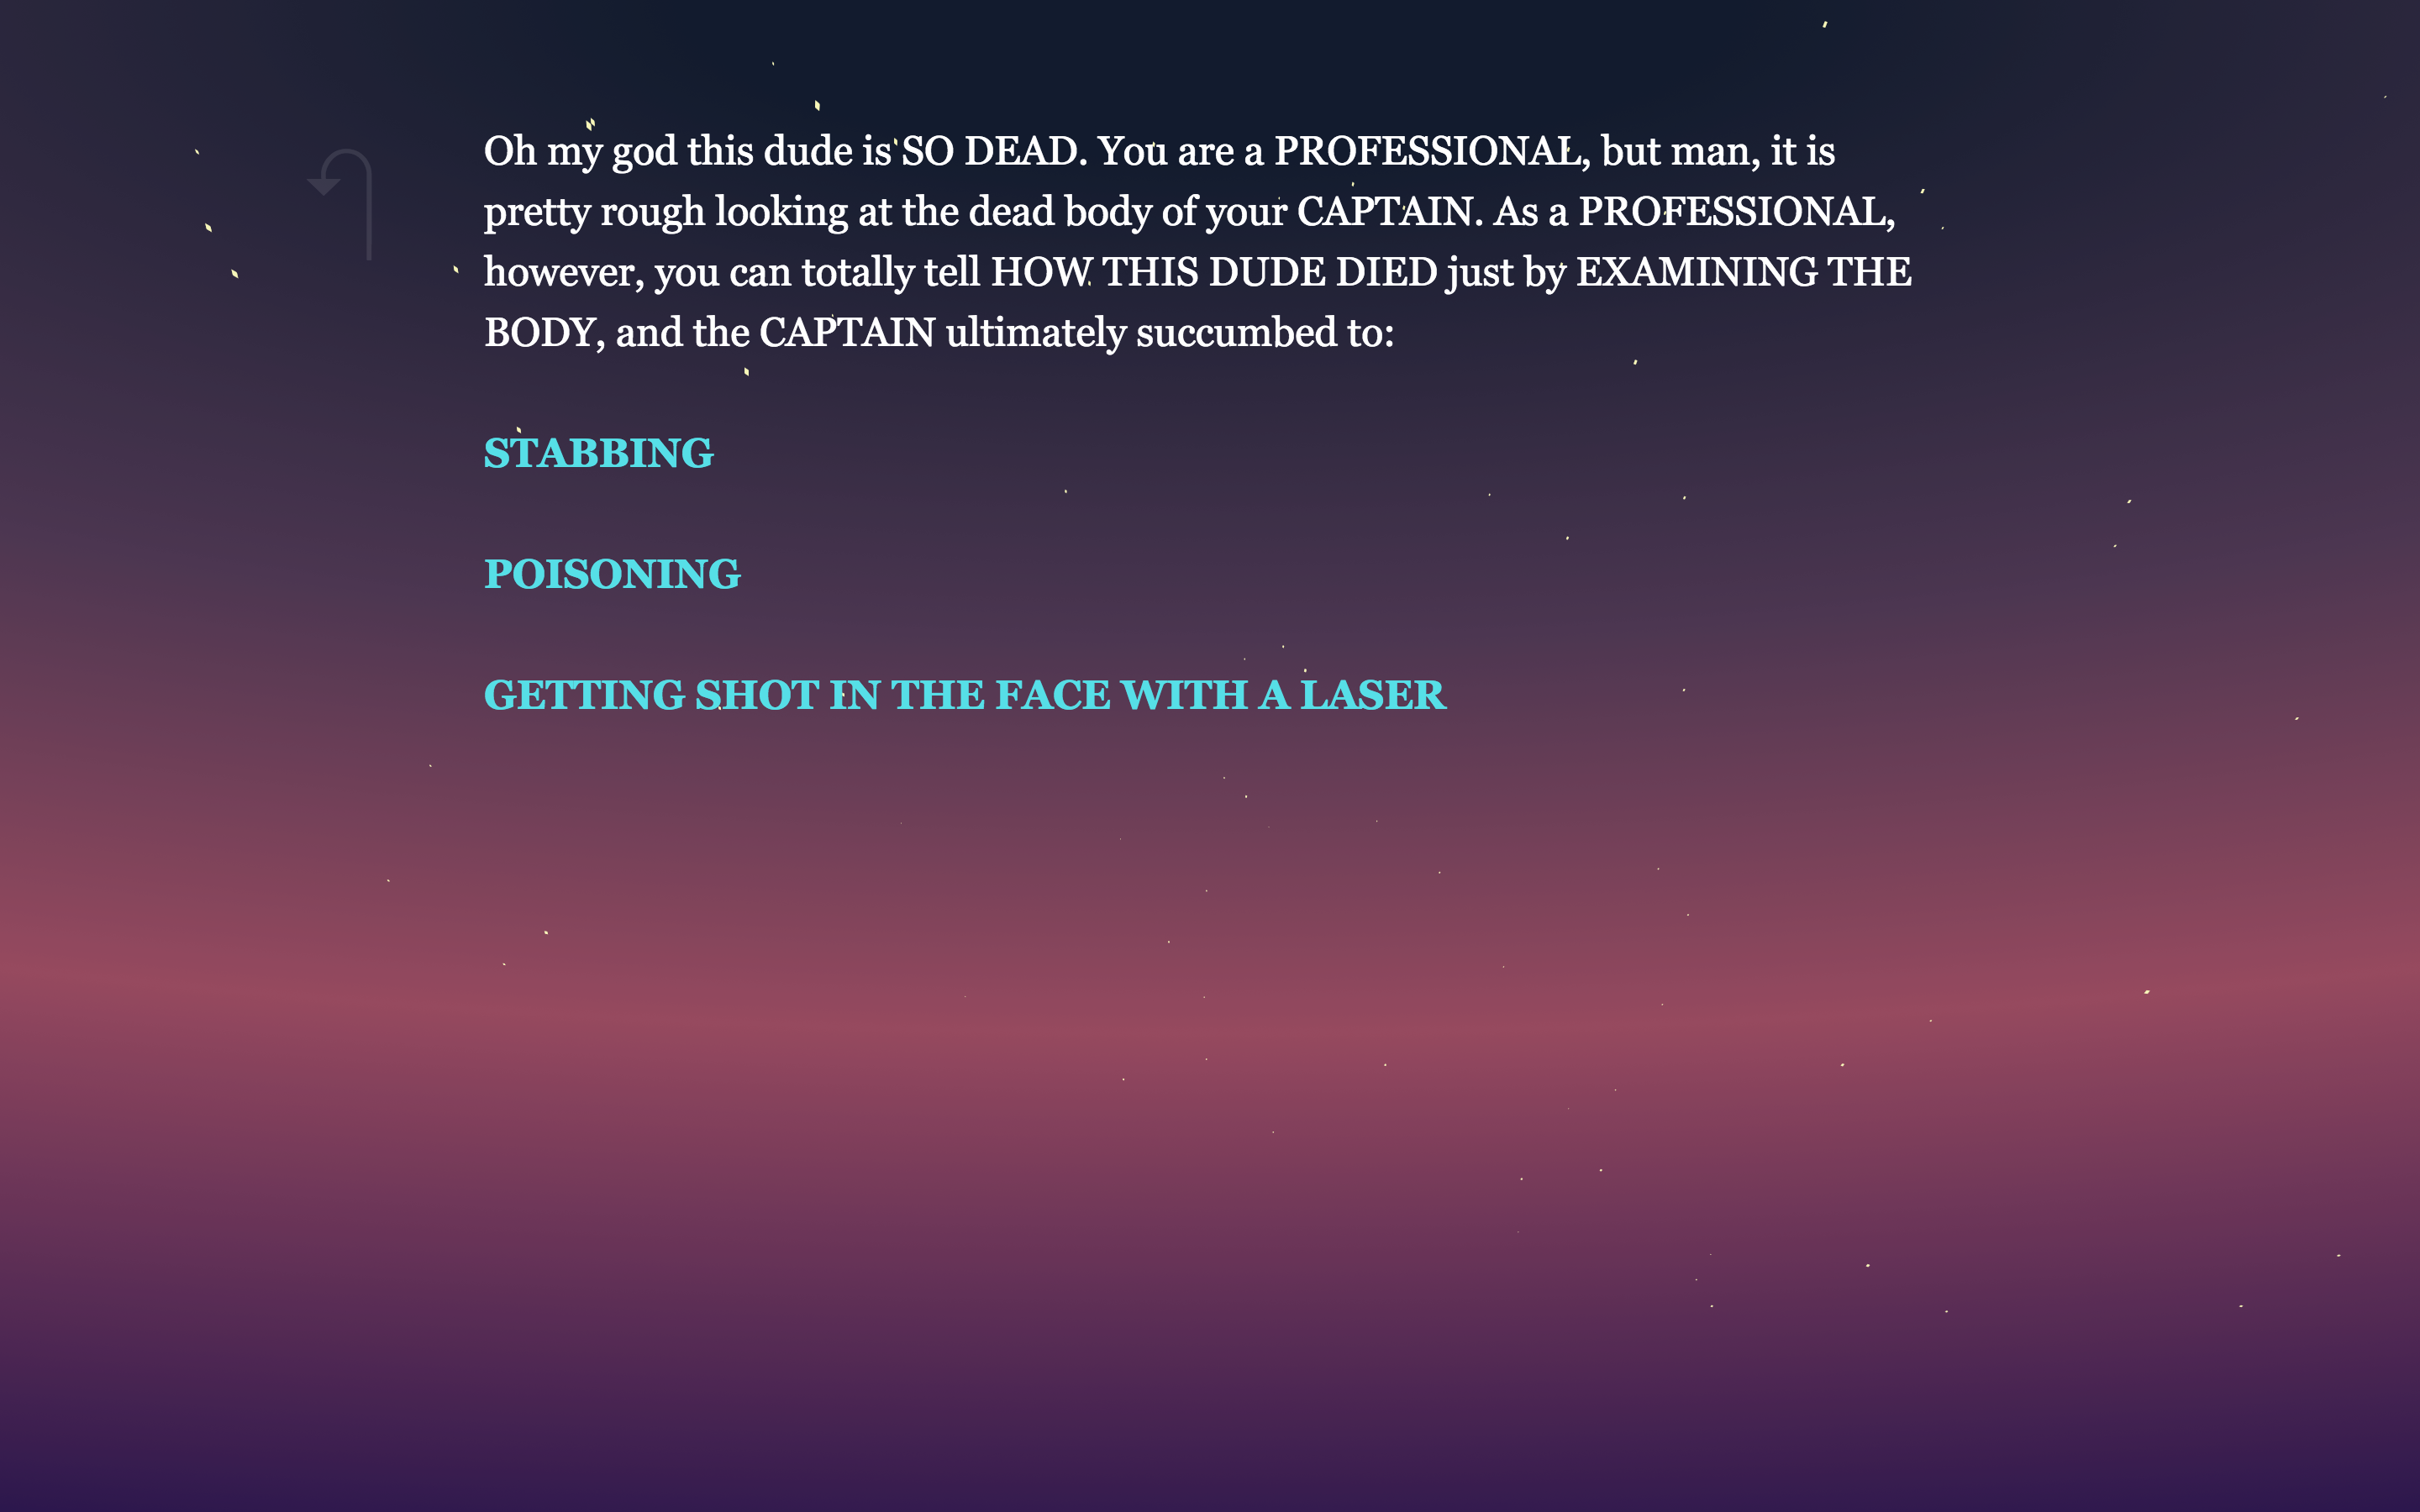 Oh my god this dude is SO DEAD. You are a PROFESSIONAL, but man, it is
pretty rough looking at the dead body of your CAPTAIN. As a PROFESSIONAL,
however, you can totally tell HOW THIS DUDE DIED just by EXAMINING THE
BODY, and the CAPTAIN ultimately succumbed to:
STABBING
POISONING
GETTING SHOT IN THE FACE WITH A LASER